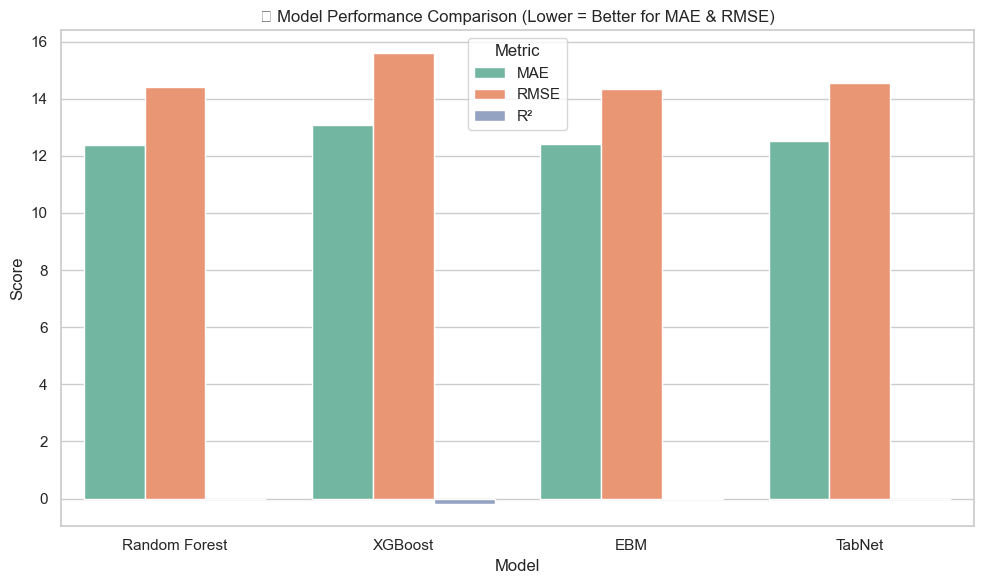 Model Performance Comparison (Lower = Better for MAE & RMSE)
Metric
MAE
RMSE
R²
Score
16
14
12
10
8
6
4
2
0
Random Forest XGBoost EBM TabNet
Model